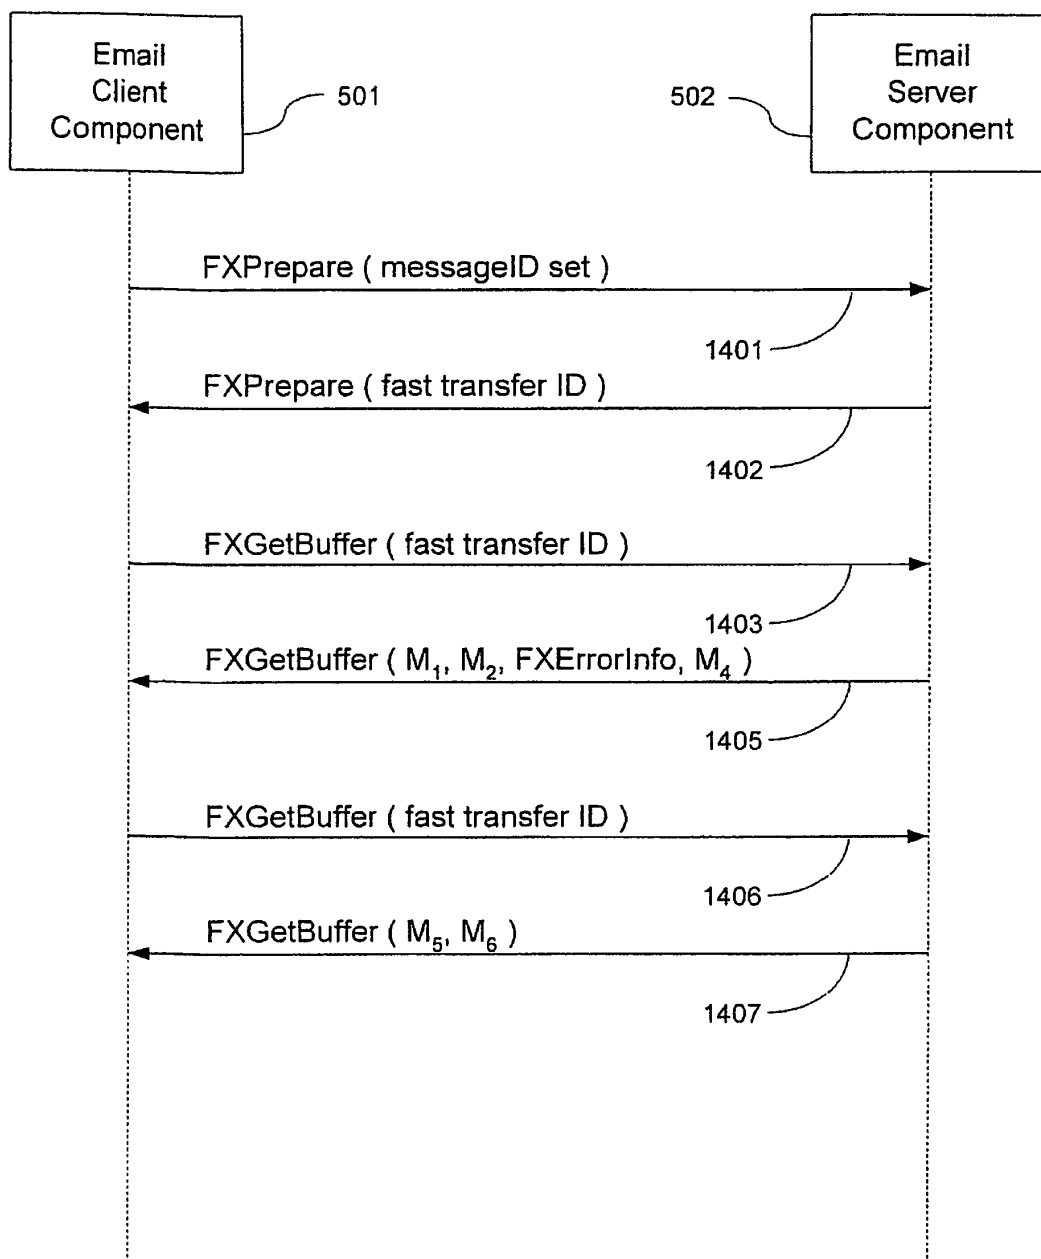 Email
Client
Component
501
502
Email
Server
Component
FXPrepare ( messageID set )
1401
FXPrepare ( fast transfer ID )
1402
FXGetBuffer ( fast transfer ID )
1403
FXGetBuffer ( M1, M2, FXErrorInfo, M4 )
1405
FXGetBuffer ( fast transfer ID )
1406
FXGetBuffer ( M5, M6 )
1407